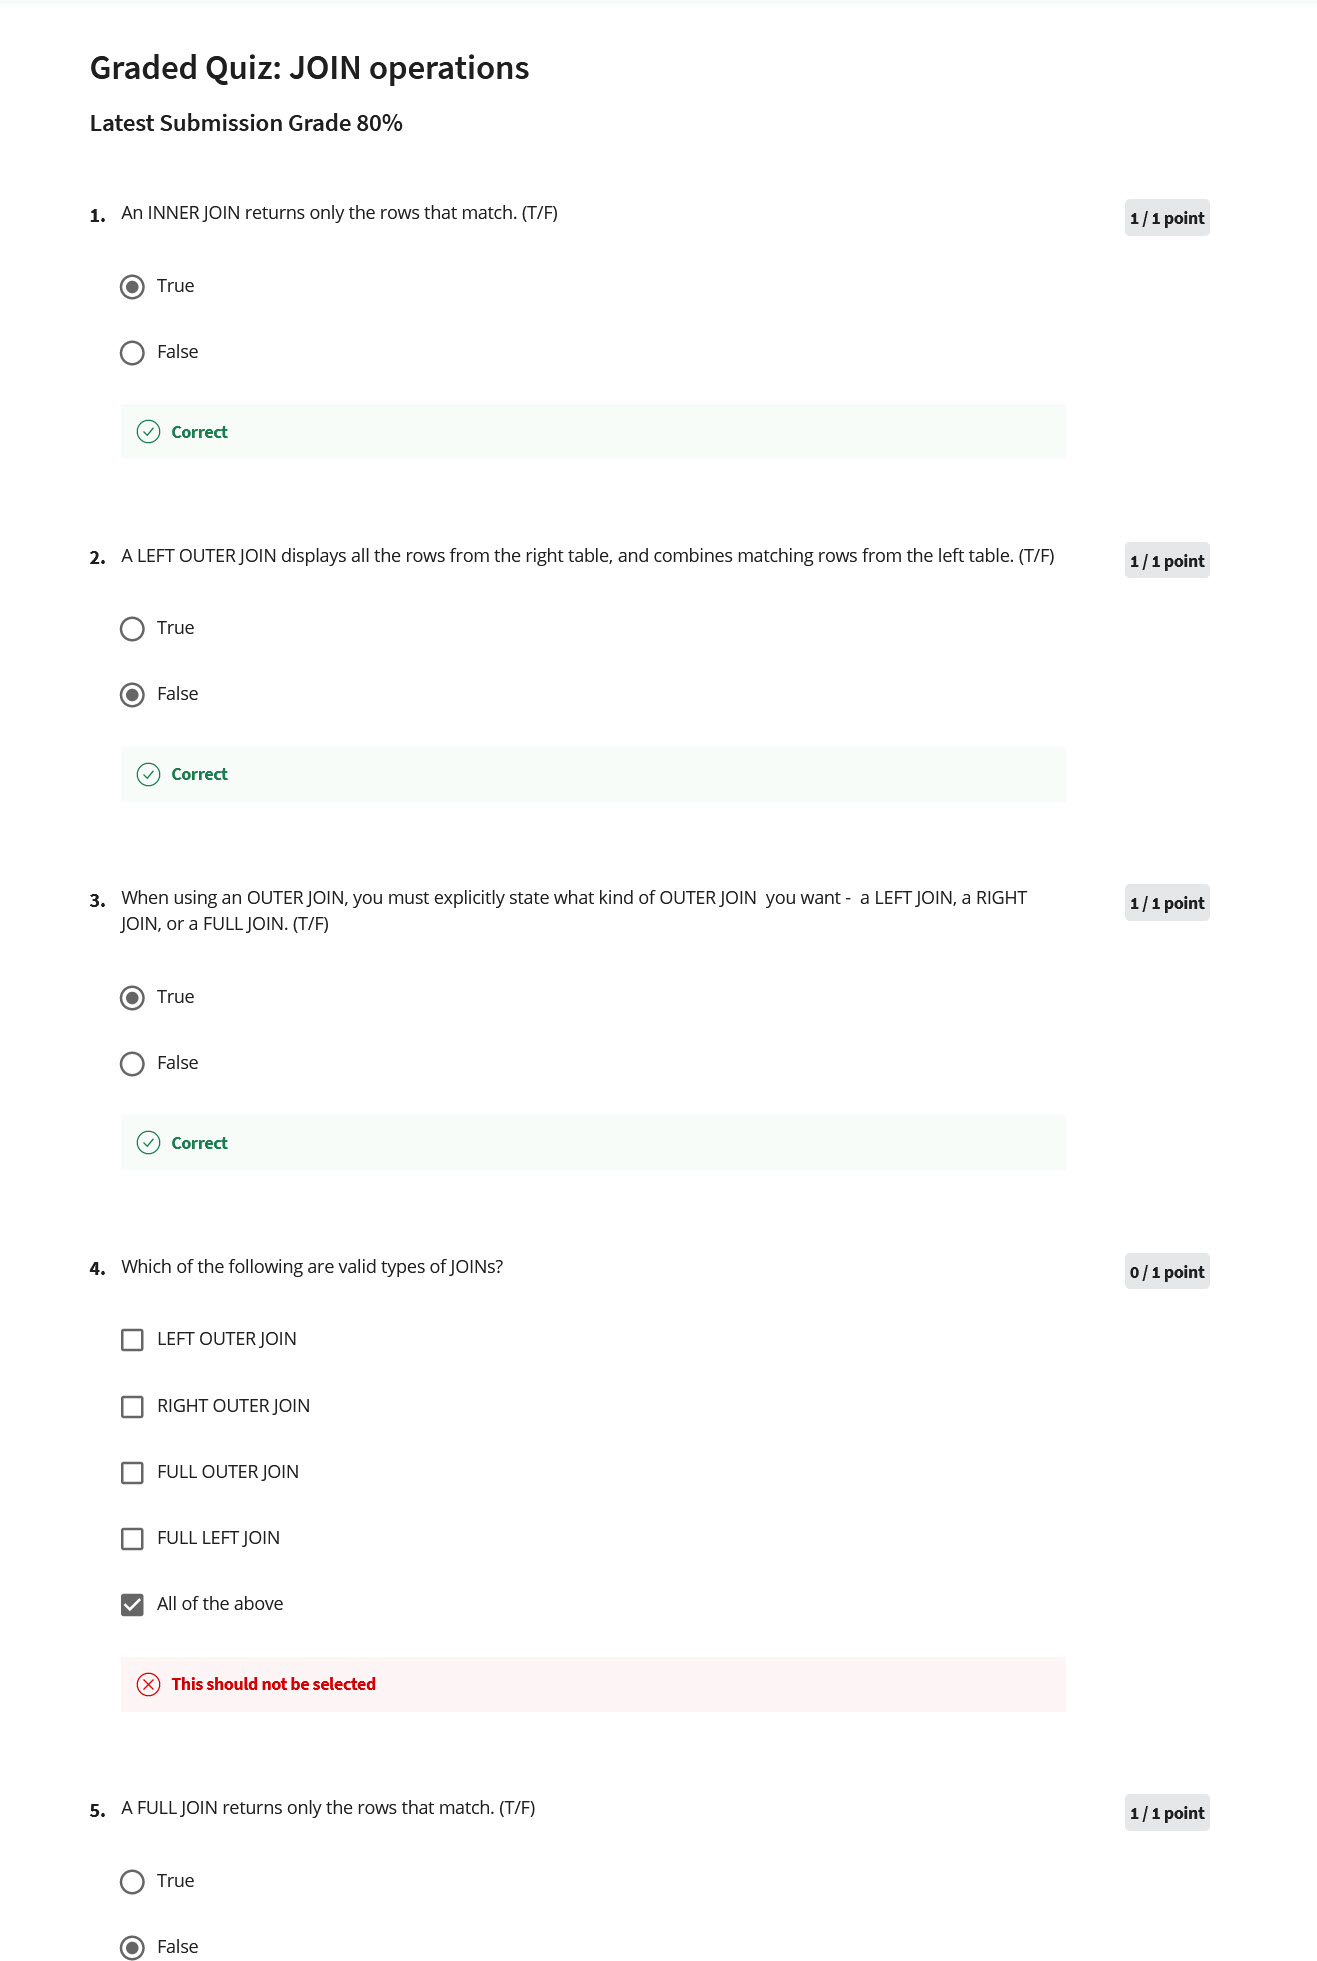 Graded Quiz: JOIN operations
Latest Submission Grade 80%
1. An INNER JOIN returns only the rows that match. (T/F)
1 / 1 point
True
False
Correct
2. A LEFT OUTER JOIN displays all the rows from the right table, and combines matching rows from the left table. (T/F)
1 / 1 point
True
False
Correct
3. When using an OUTER JOIN, you must explicitly state what kind of OUTER JOIN  you want -  a LEFT JOIN, a RIGHT
JOIN, or a FULL JOIN. (T/F)
1 / 1 point
True
False
Correct
4. Which of the following are valid types of JOINs?
0 / 1 point
LEFT OUTER JOIN
RIGHT OUTER JOIN
FULL OUTER JOIN
FULL LEFT JOIN
All of the above
This should not be selected
5. A FULL JOIN returns only the rows that match. (T/F)
1 / 1 point
True
False